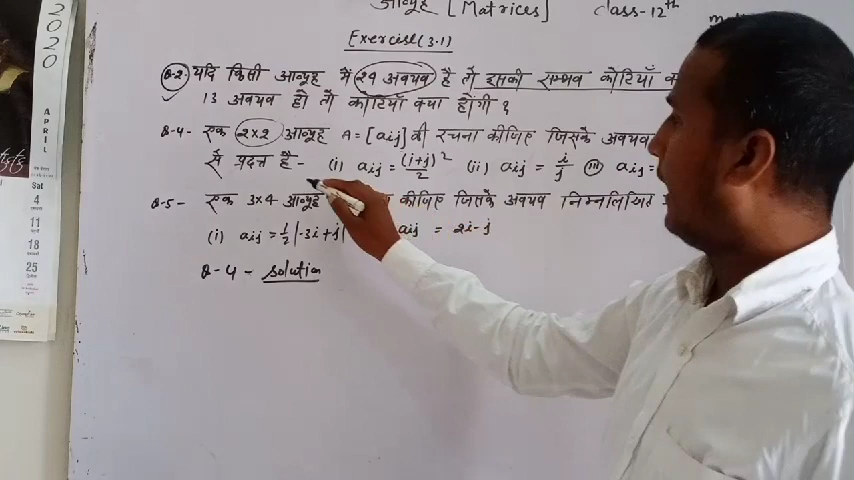 आव्यूह [Matrices] class-12th
Exercise(3.1)
Q-2. यदि किसी आव्यूह में 24 अवयव है तो इसकी सम्भव कोटियाँ
13 अवयव हो तो कोटियाँ क्या होंगी ?
Q-4- एक 2×2 आव्यूह A = [aij] की रचना कीजिए जिसके अवयव
से प्रदत्त है- (i) aij = (i+j)²/2 (ii) aij = i/j (iii) aij =
Q-5- एक 3×4 आव्यूह कीजिए जिसके अवयव निम्नलिखित
(i) aij = 1/2 |-3i + j| aij = 2i-j
Q-4 - Solution
2020
APRIL
Sat
4
11
18
25